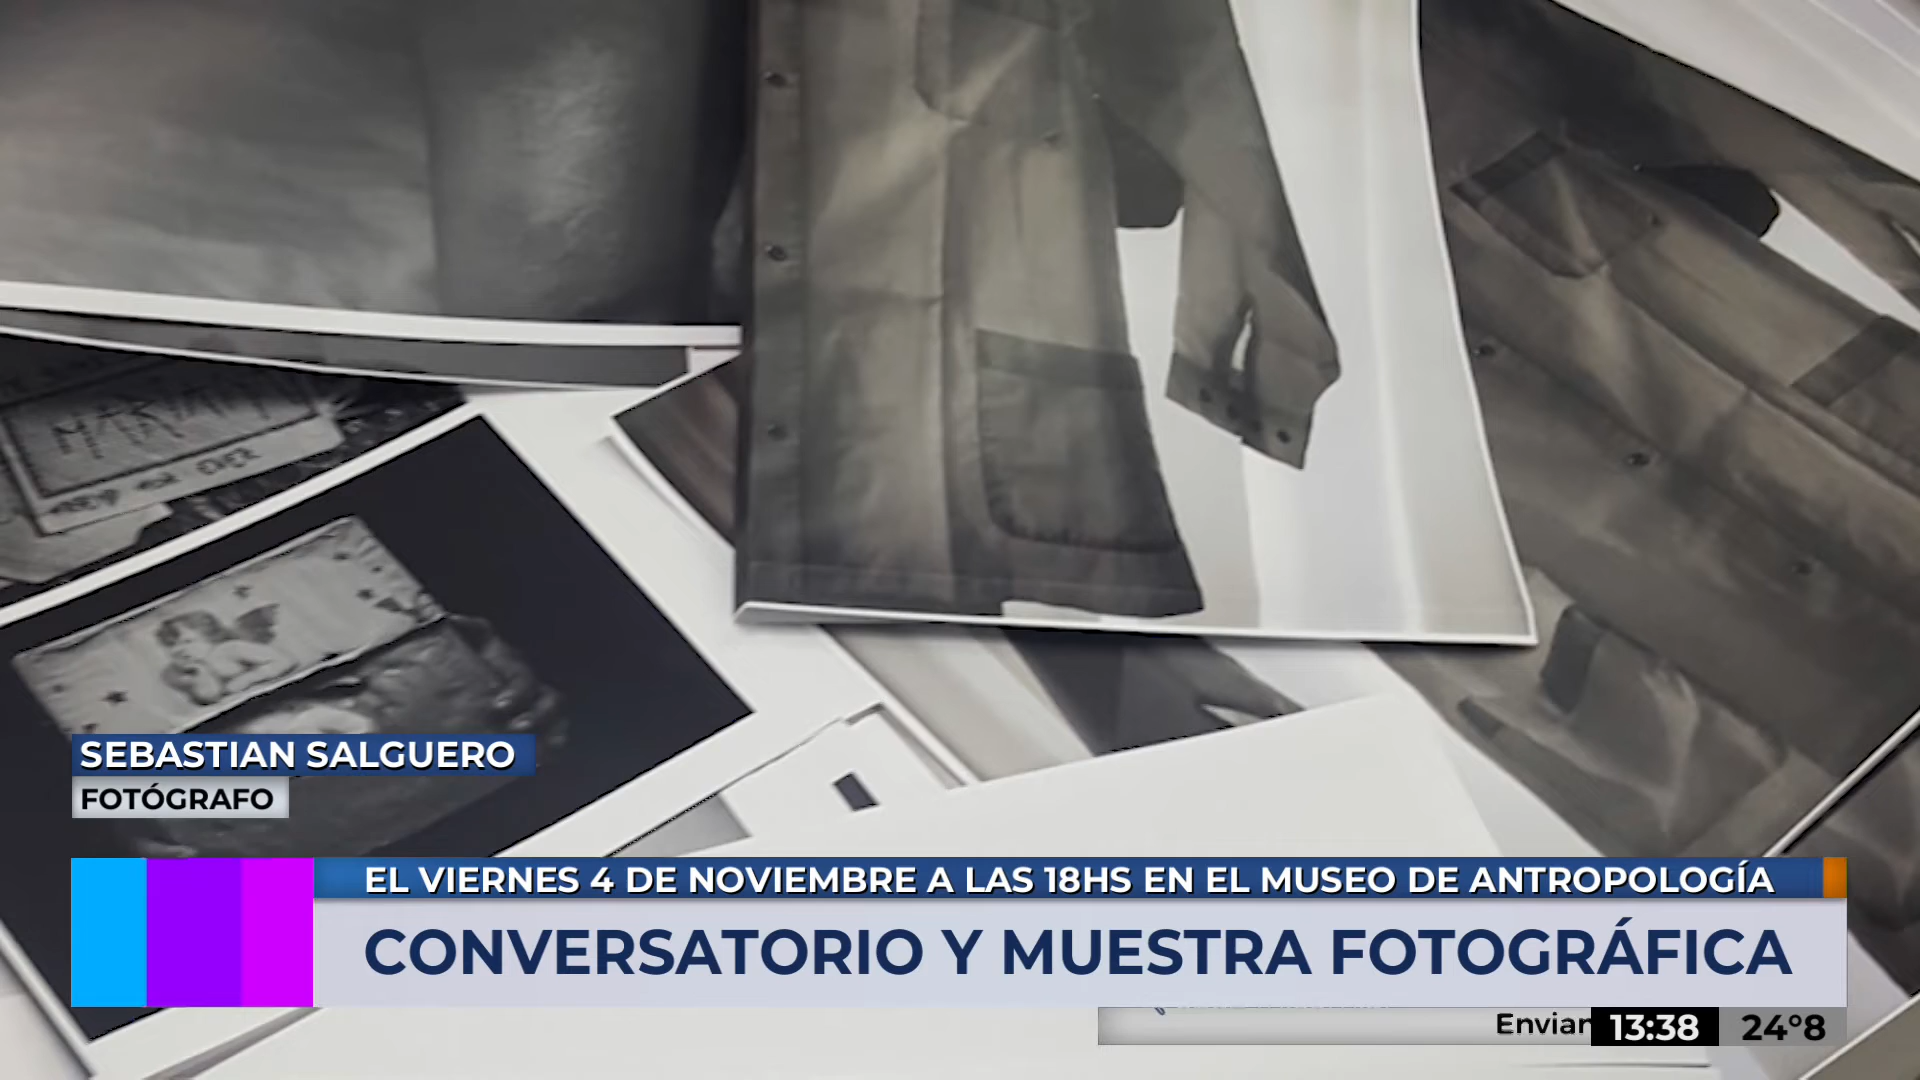 SEBASTIAN SALGUERO
FOTÓGRAFO
EL VIERNES 4 DE NOVIEMBRE A LAS 18HS EN EL MUSEO DE ANTROPOLOGÍA
CONVERSATORIO Y MUESTRA FOTOGRÁFICA
Envian 13:38 24°8